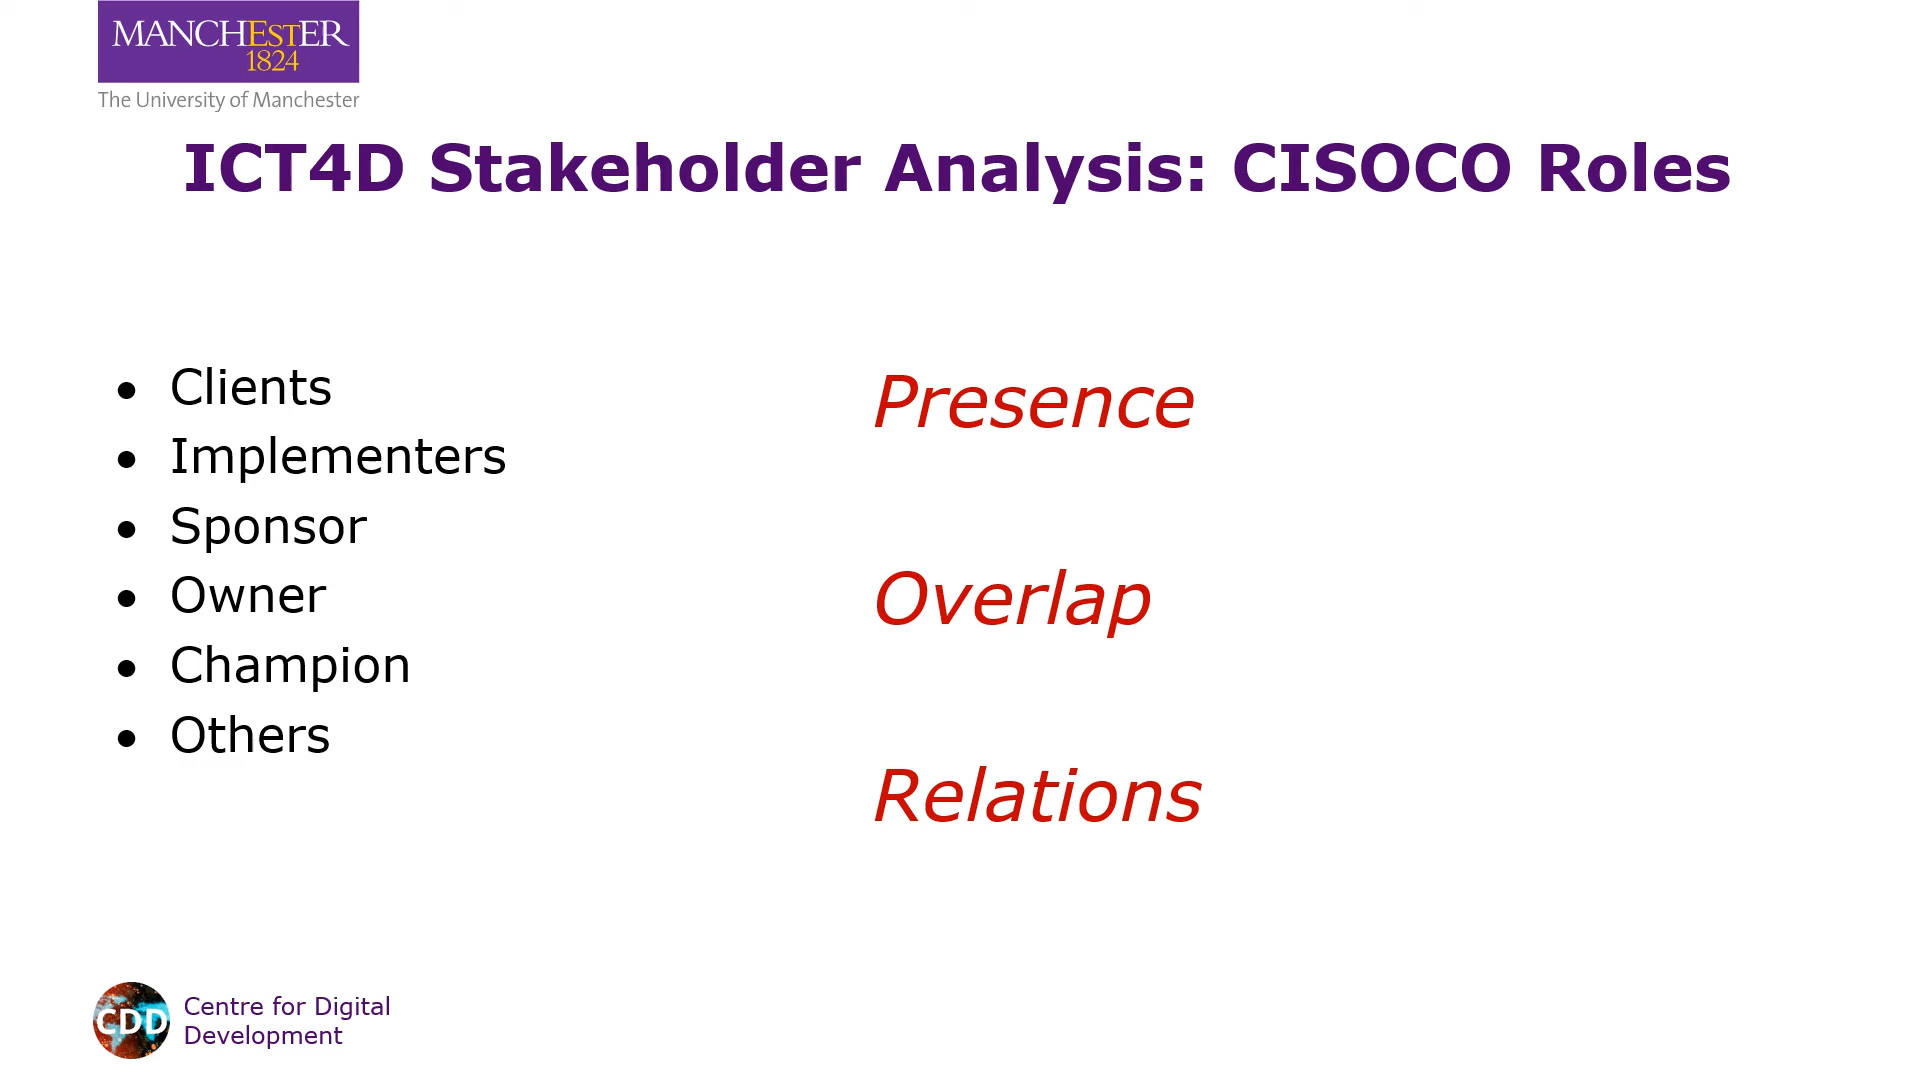 MANCHESTER
1824
The University of Manchester
ICT4D Stakeholder Analysis: CISOCO Roles
• Clients
• Implementers
• Sponsor
• Owner
• Champion
• Others
Presence
Overlap
Relations
CDD
Centre for Digital
Development